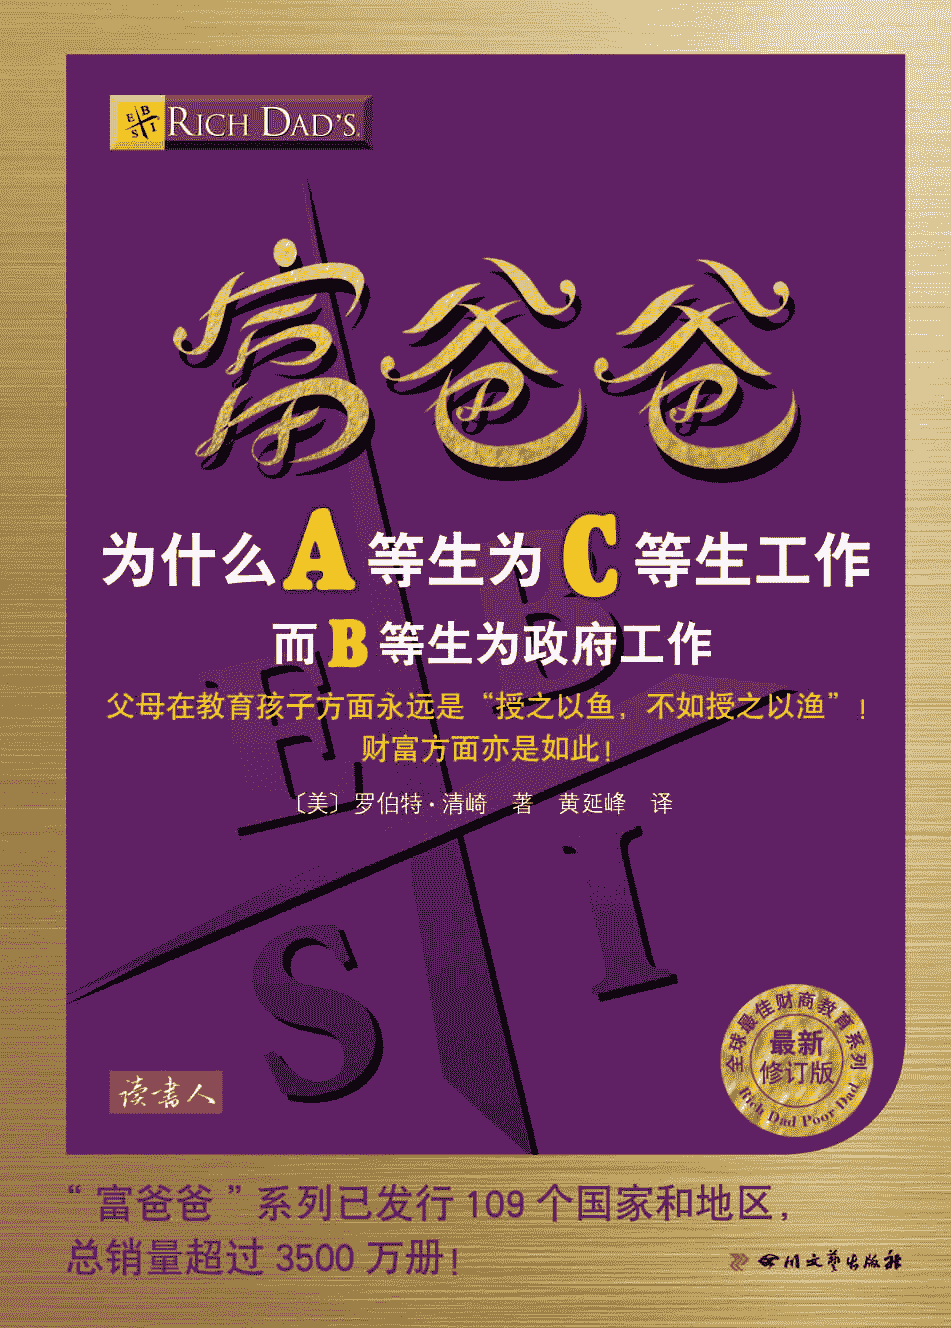 E B S I RICH DAD'S
富爸爸
为什么A等生为C等生工作
而B等生为政府工作
父母在教育孩子方面永远是“授之以鱼，不如授之以渔”！
财富方面亦是如此！
〔美〕罗伯特·清崎 著 黄延峰 译
E B
S I
全球最佳财商教育系列
最新
修订版
Rich Dad Poor Dad
读书人
“富爸爸”系列已发行109个国家和地区，
总销量超过3500万册！
四川文艺出版社